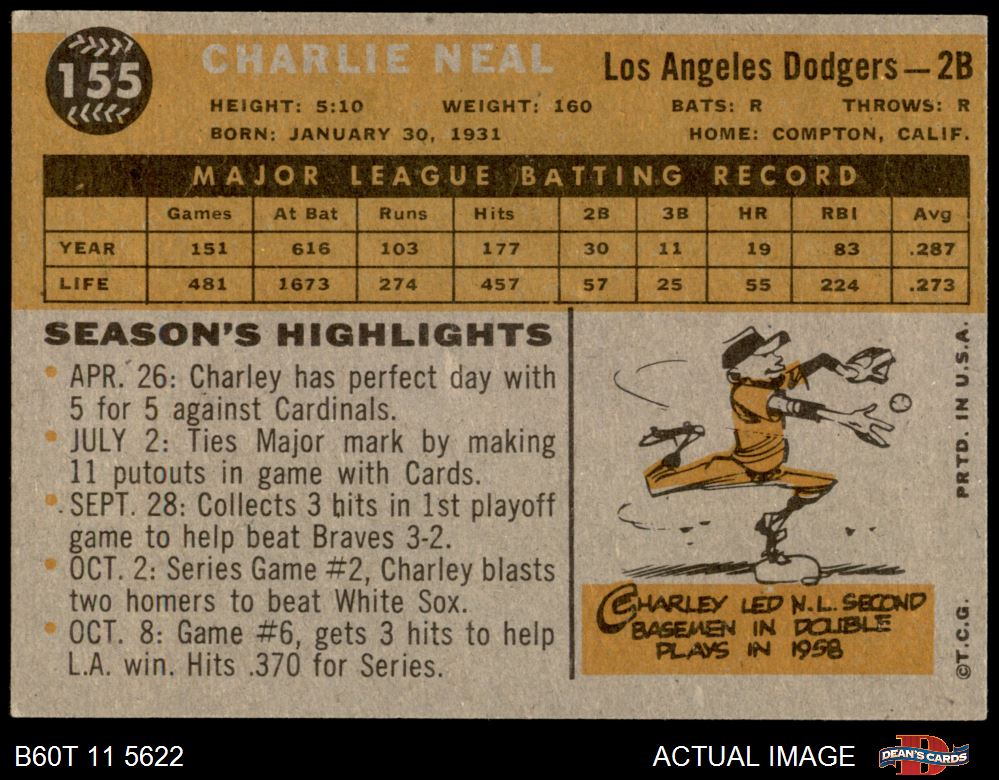 155
CHARLIE NEAL
Los Angeles Dodgers—2B
HEIGHT: 5:10 WEIGHT: 160 BATS: R THROWS: R
BORN: JANUARY 30, 1931 HOME: COMPTON, CALIF.
MAJOR LEAGUE BATTING RECORD
Games At Bat Runs Hits 2B 3B HR RBI Avg
YEAR 151 616 103 177 30 11 19 83 .287
LIFE 481 1673 274 457 57 25 55 224 .273
SEASON'S HIGHLIGHTS
• APR. 26: Charley has perfect day with
5 for 5 against Cardinals.
• JULY 2: Ties Major mark by making
11 putouts in game with Cards.
• SEPT. 28: Collects 3 hits in 1st playoff
game to help beat Braves 3-2.
• OCT. 2: Series Game #2, Charley blasts
two homers to beat White Sox.
• OCT. 8: Game #6, gets 3 hits to help
L.A. win. Hits .370 for Series.
CHARLEY LED N.L. SECOND
BASEMEN IN DOUBLE
PLAYS IN 1958
©T.C.G. PRTD. IN U.S.A.
B60T 11 5622
ACTUAL IMAGE
D
DEAN'S CARDS